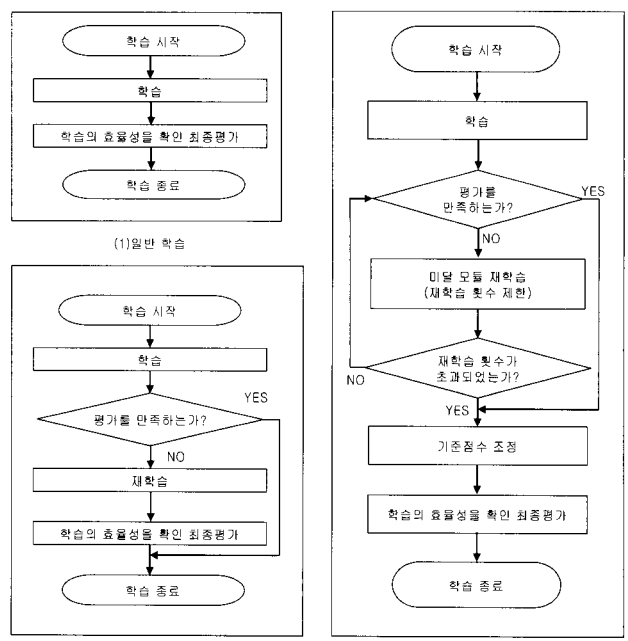 학습 시작
학습
학습의 효율성을 확인 최종평가
학습 종료
(1)일반 학습
학습 시작
학습
평가를 만족하는가?
YES
NO
재학습
학습의 효율성을 확인 최종평가
학습 종료
학습 시작
학습
평가를
만족하는가?
YES
NO
미달 모듈 재학습
(재학습 횟수 제한)
재학습 횟수가
초과되었는가?
NO
YES
기준점수 조정
학습의 효율성을 확인 최종평가
학습 종료